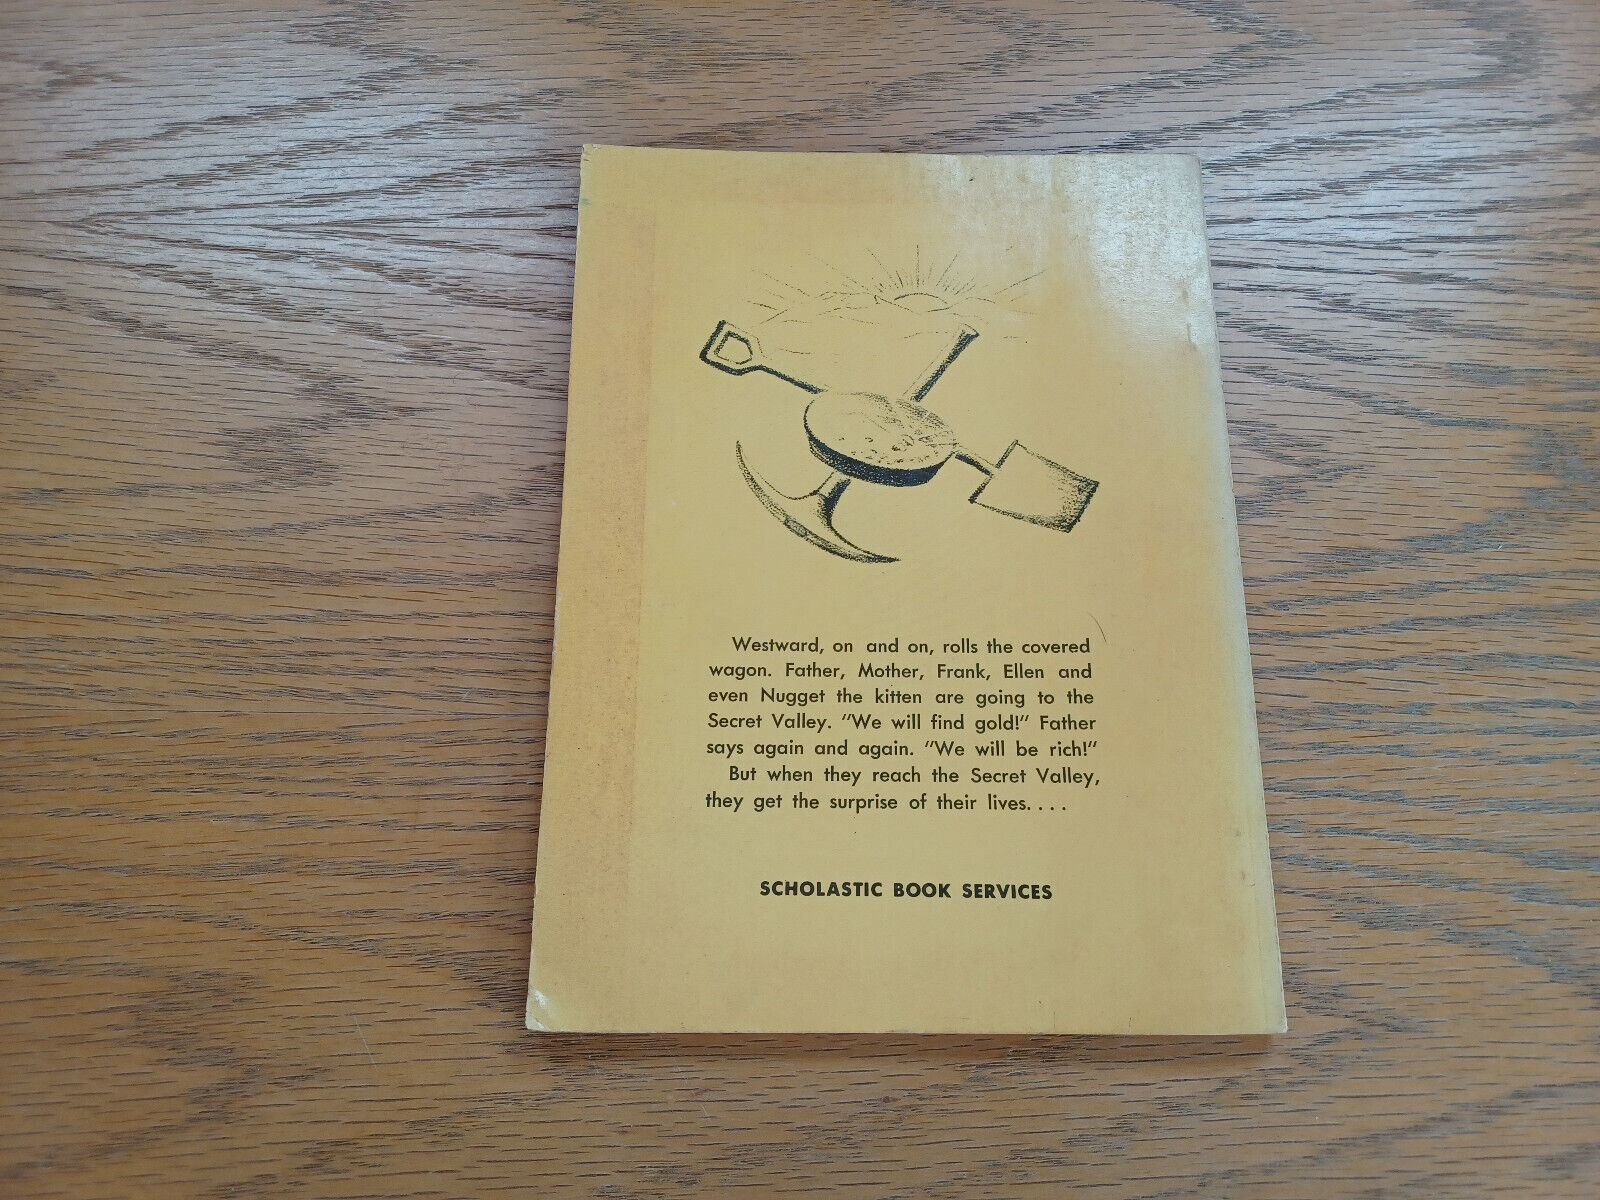 Westward, on and on, rolls the covered
wagon. Father, Mother, Frank, Ellen and
even Nugget the kitten are going to the
Secret Valley. "We will find gold!" Father
says again and again. "We will be rich!"
But when they reach the Secret Valley,
they get the surprise of their lives. . . .
SCHOLASTIC BOOK SERVICES